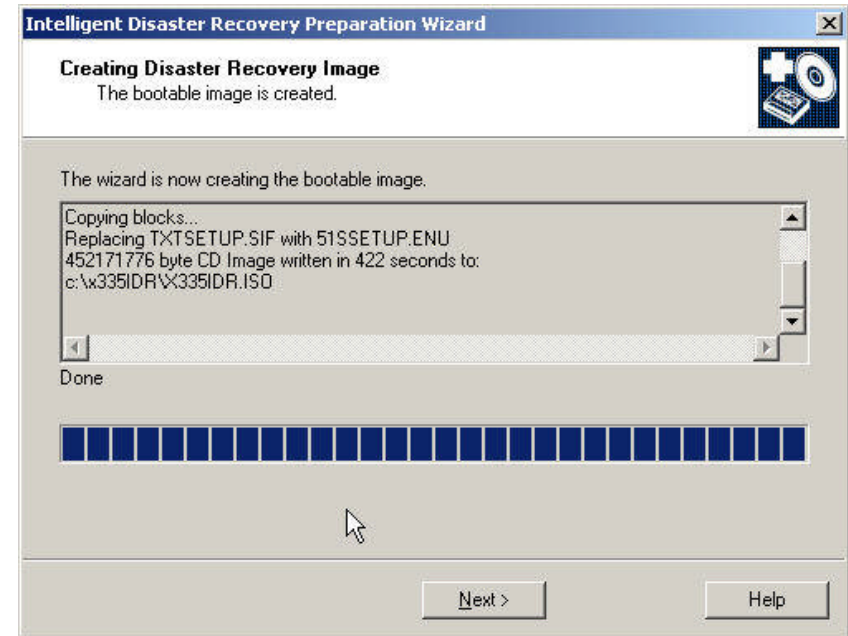 Intelligent Disaster Recovery Preparation Wizard
Creating Disaster Recovery Image
The bootable image is created.
The wizard is now creating the bootable image.
Copying blocks...
Replacing TXTSETUP.SIF with 51SSETUP.ENU
452171776 byte CD Image written in 422 seconds to:
c:\x335IDR\X335IDR.ISO
Done
Next >
Help